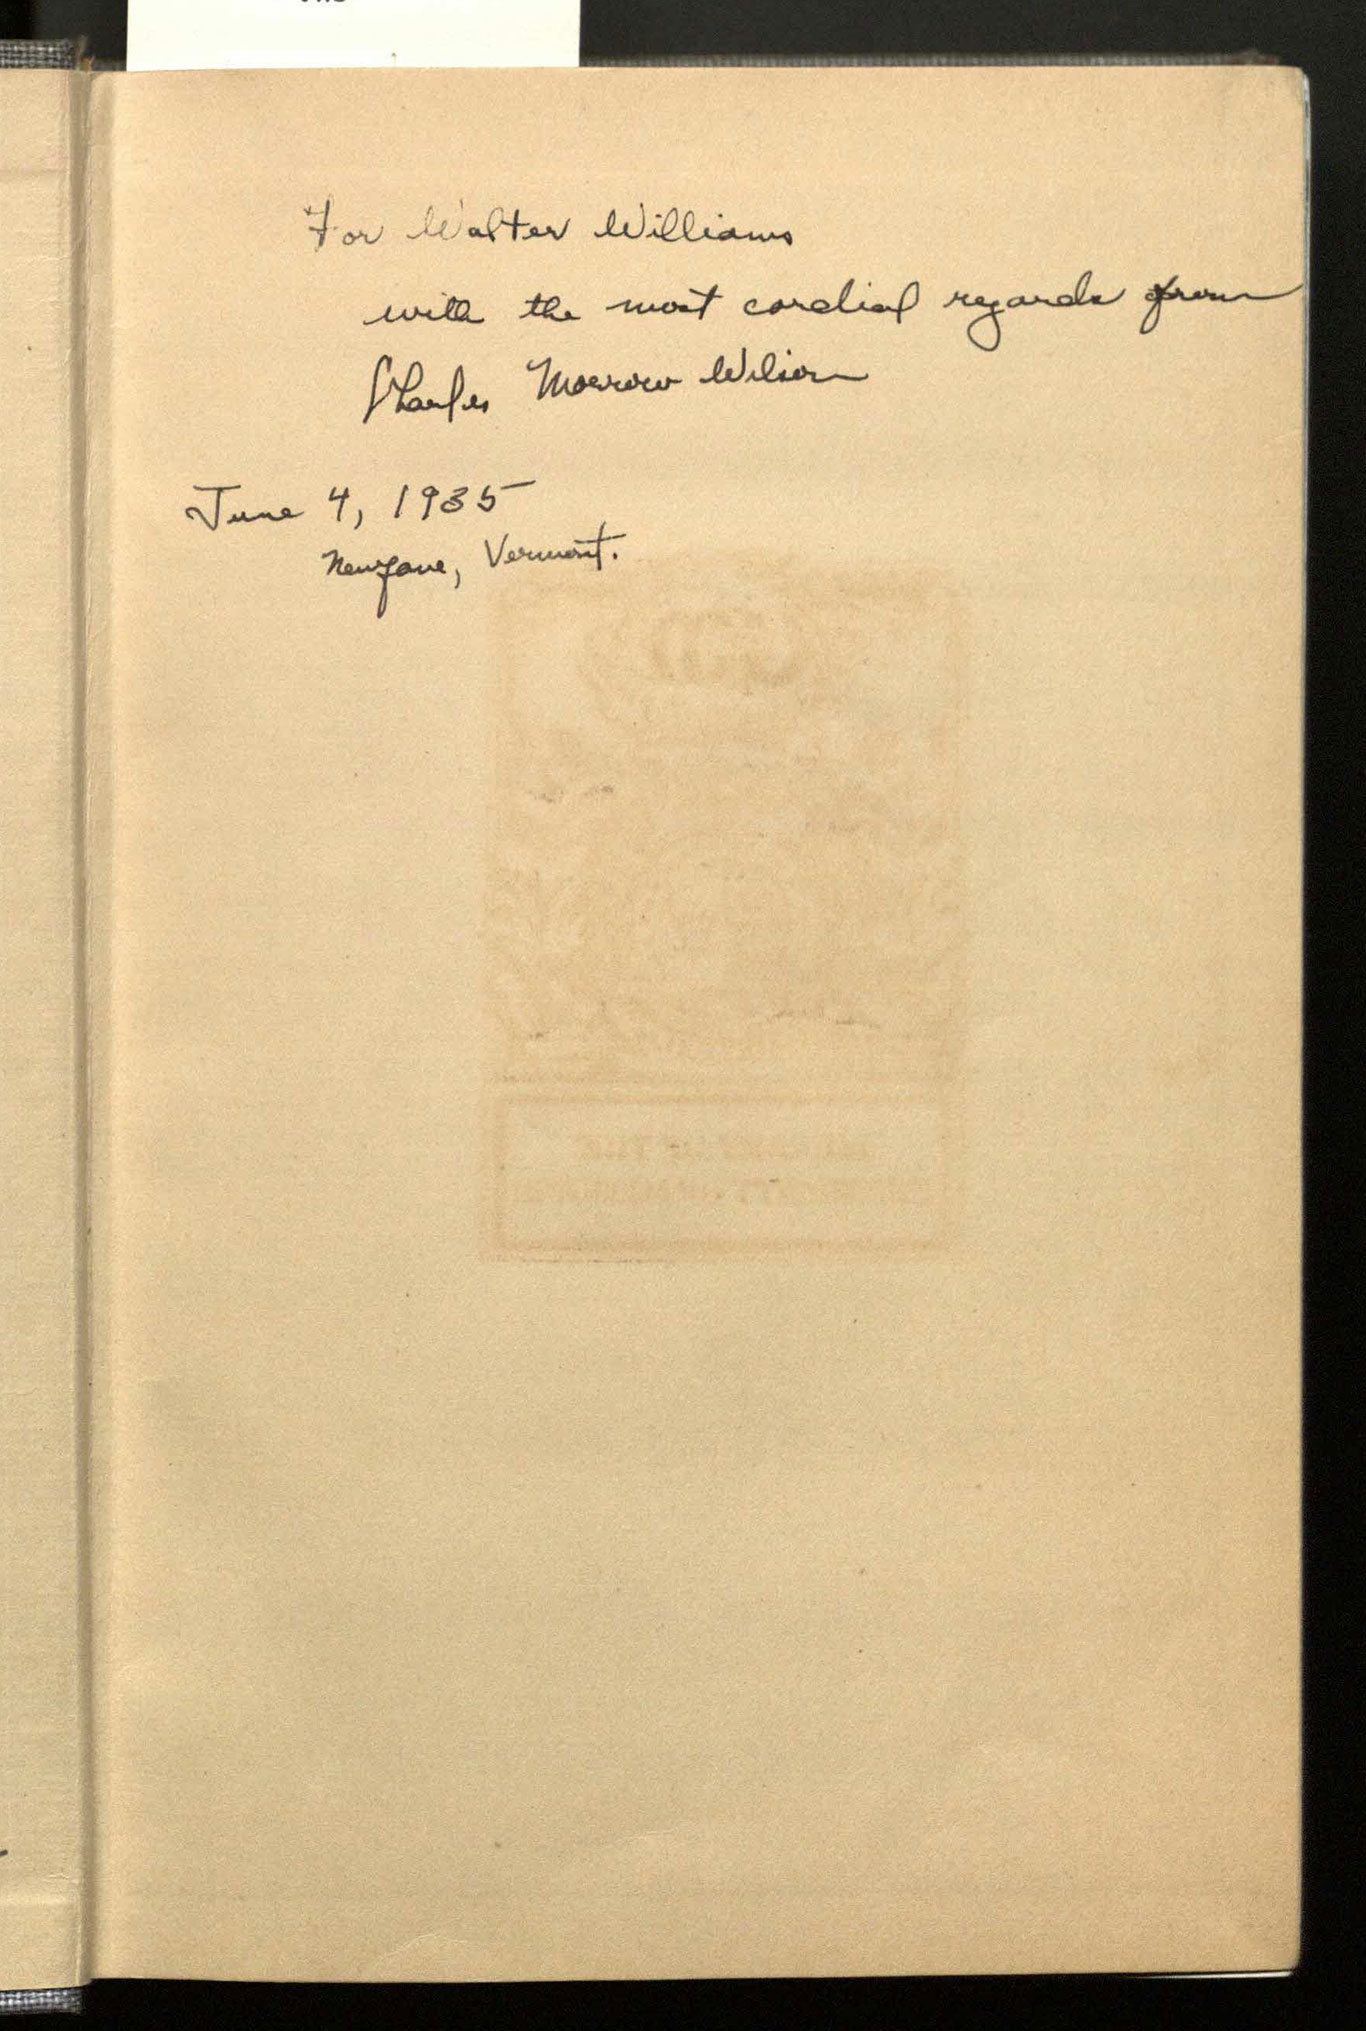 For Walter Williams
with the most cordial regards from
Charles Morrow Wilson
June 4, 1935
Newfane, Vermont.